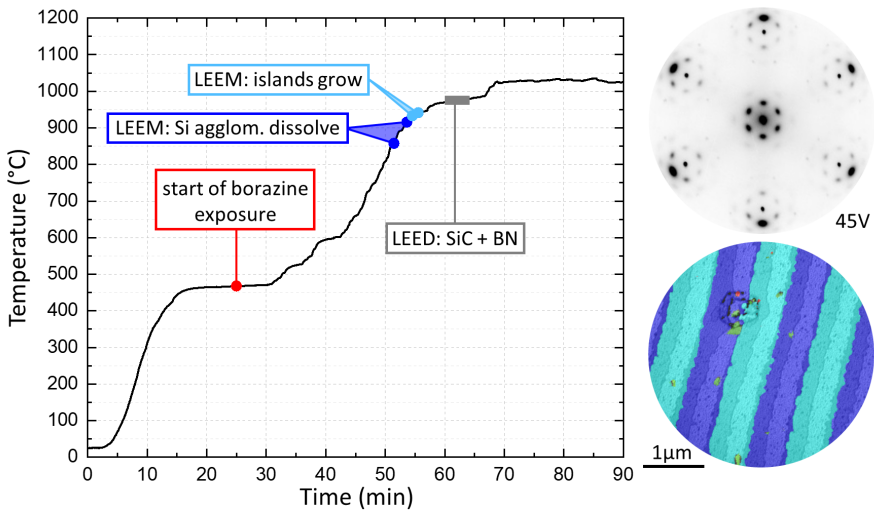 1200
1100
1000
900
800
700
600
500
400
300
200
100
0
Temperature (°C)
LEEM: islands grow
LEEM: Si agglom. dissolve
start of borazine
exposure
LEED: SiC + BN
0 10 20 30 40 50 60 70 80 90
Time (min)
45V
1μm